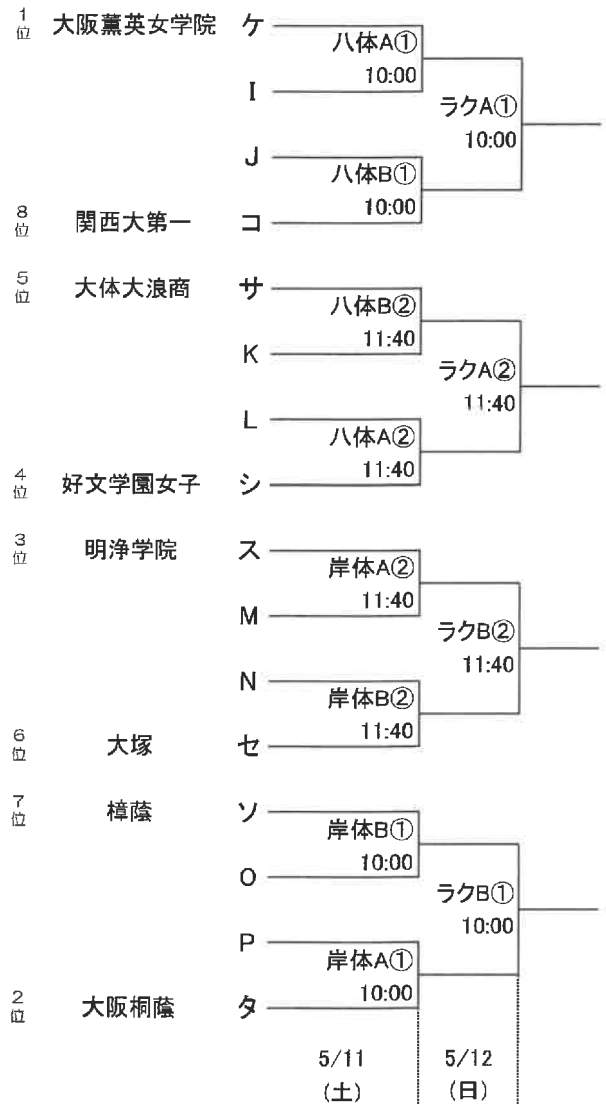 1位 大阪薫英女学院 ケ
八体A①
10:00
I
ラクA①
10:00
J
八体B①
10:00
8位 関西大第一 コ
5位 大体大浪商 サ
八体B②
11:40
K
ラクA②
11:40
L
八体A②
11:40
4位 好文学園女子 シ
3位 明浄学院 ス
岸体A②
11:40
M
ラクB②
11:40
N
岸体B②
11:40
6位 大塚 セ
7位 樟蔭 ソ
岸体B①
10:00
O
ラクB①
10:00
P
岸体A①
10:00
2位 大阪桐蔭 タ
5/11 5/12
(土) (日)